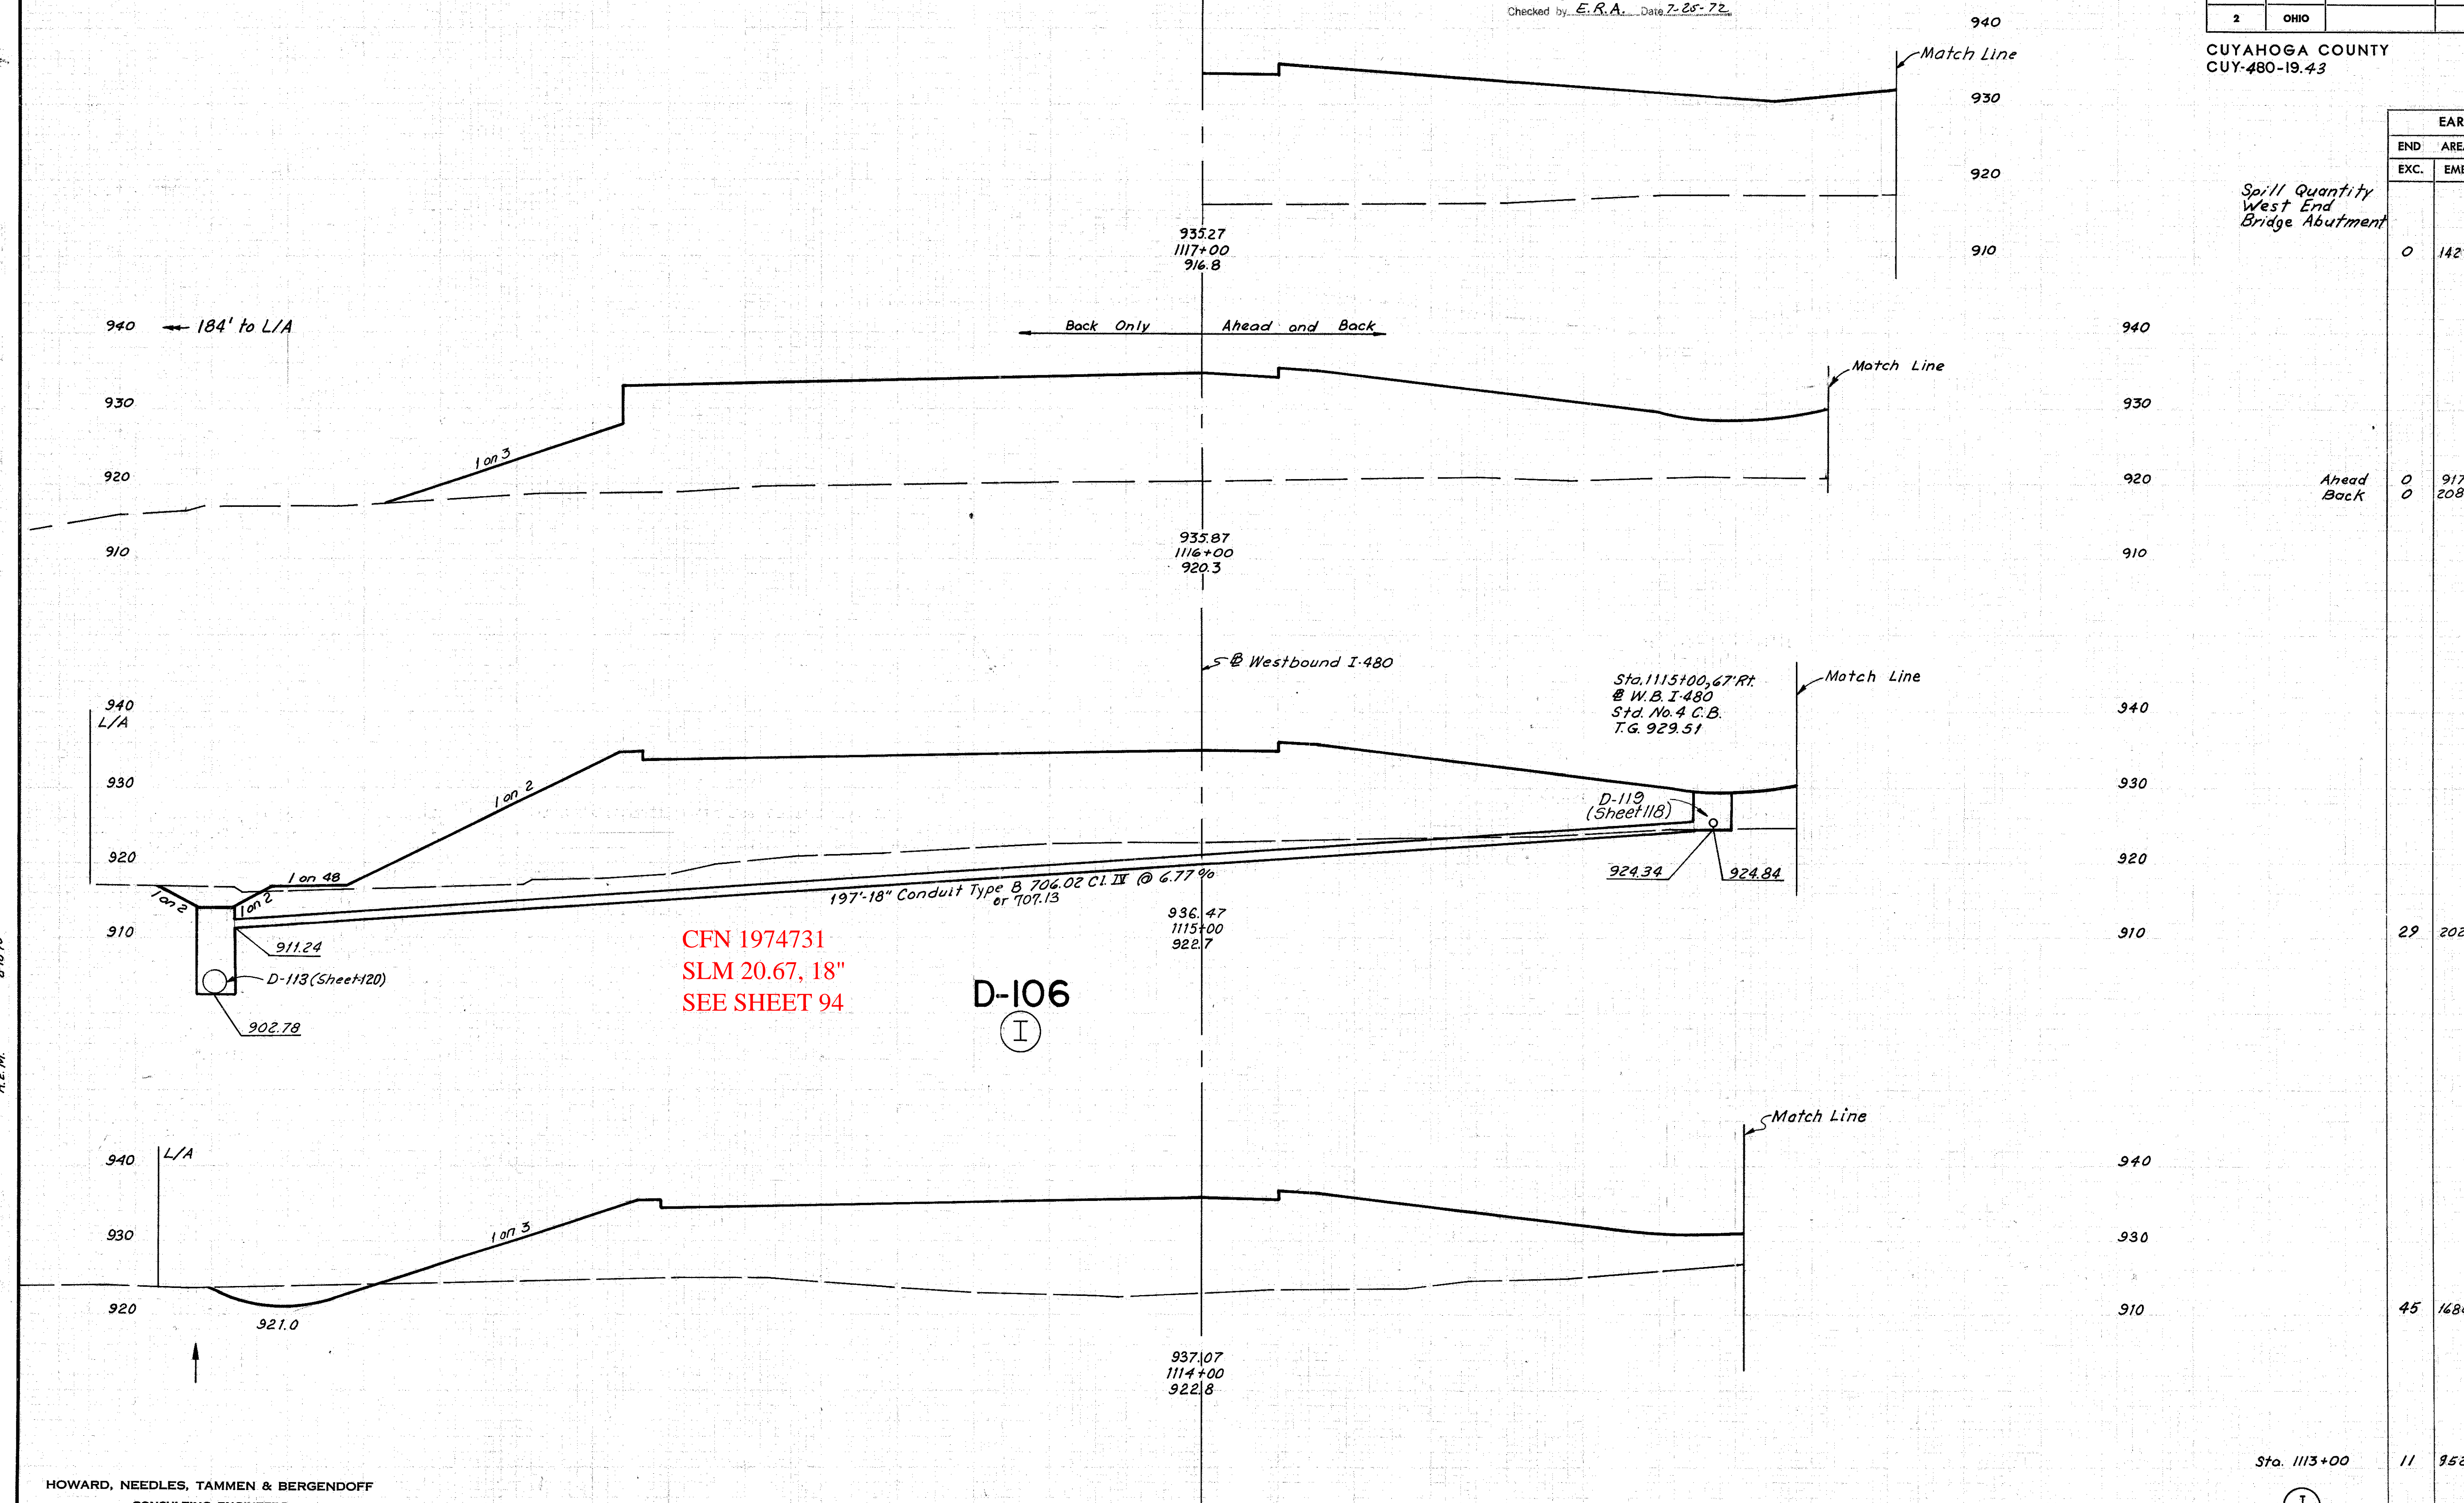 Checked by E.R.A. Date 7-25-72
2 OHIO
CUYAHOGA COUNTY
CUY-480-19.43
END
EXC.
940
Match Line
930
920
910
935.27
1117+00
916.8
Spill Quantity
West End
Bridge Abutment
0
940 184' to L/A
Back Only Ahead and Back
940
Match Line
930
930
1 on 3
920
920
910
910
935.87
1116+00
920.3
Ahead 0
Back 0
℄ Westbound I-480
Sta. 1115+00, 67' Rt.
℄ W.B. I-480
Std. No. 4 C.B.
T.G. 929.51
Match Line
940
L/A
940
930
1 on 2
930
D-119
(Sheet 118)
920
920
1 on 48
1 on 2
1 on 2
924.34
924.84
197'-18" Conduit Type B 706.02 Cl. IV @ 6.77%
or 707.13
910
910
911.24
936.47
1115+00
922.7
29
D-113 (Sheet 120)
902.78
CFN 1974731
SLM 20.67, 18"
SEE SHEET 94
D-106
I
Match Line
940
L/A
940
930
1 on 3
930
920
910
921.0
45
937.07
1114+00
922.8
Sta. 1113+00 11
I
HOWARD, NEEDLES, TAMMEN & BERGENDOFF